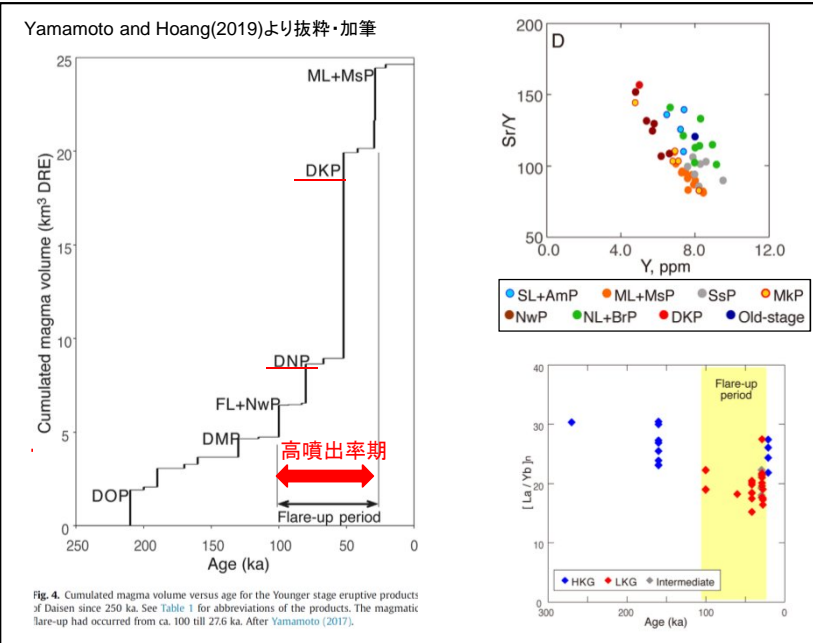 Yamamoto and Hoang(2019)より抜粋・加筆
25
20
15
10
5
0
Cumulated magma volume (km³ DRE)
ML+MsP
DKP
DNP
FL+NwP
高噴出率期
DMP
DOP
Flare-up period
250 200 150 100 50 0
Age (ka)
Fig. 4. Cumulated magma volume versus age for the Younger stage eruptive products
of Daisen since 250 ka. See Table 1 for abbreviations of the products. The magmatic
flare-up had occurred from ca. 100 till 27.6 ka. After Yamamoto (2017).
D
200
150
100
50
Sr/Y
0.0 4.0 8.0 12.0
Y, ppm
SL+AmP ML+MsP SsP MkP
NwP NL+BrP DKP Old-stage
40
30
20
10
0
[ La / Yb ]n
Flare-up
period
HKG LKG Intermediate
300 200 100 0
Age (ka)